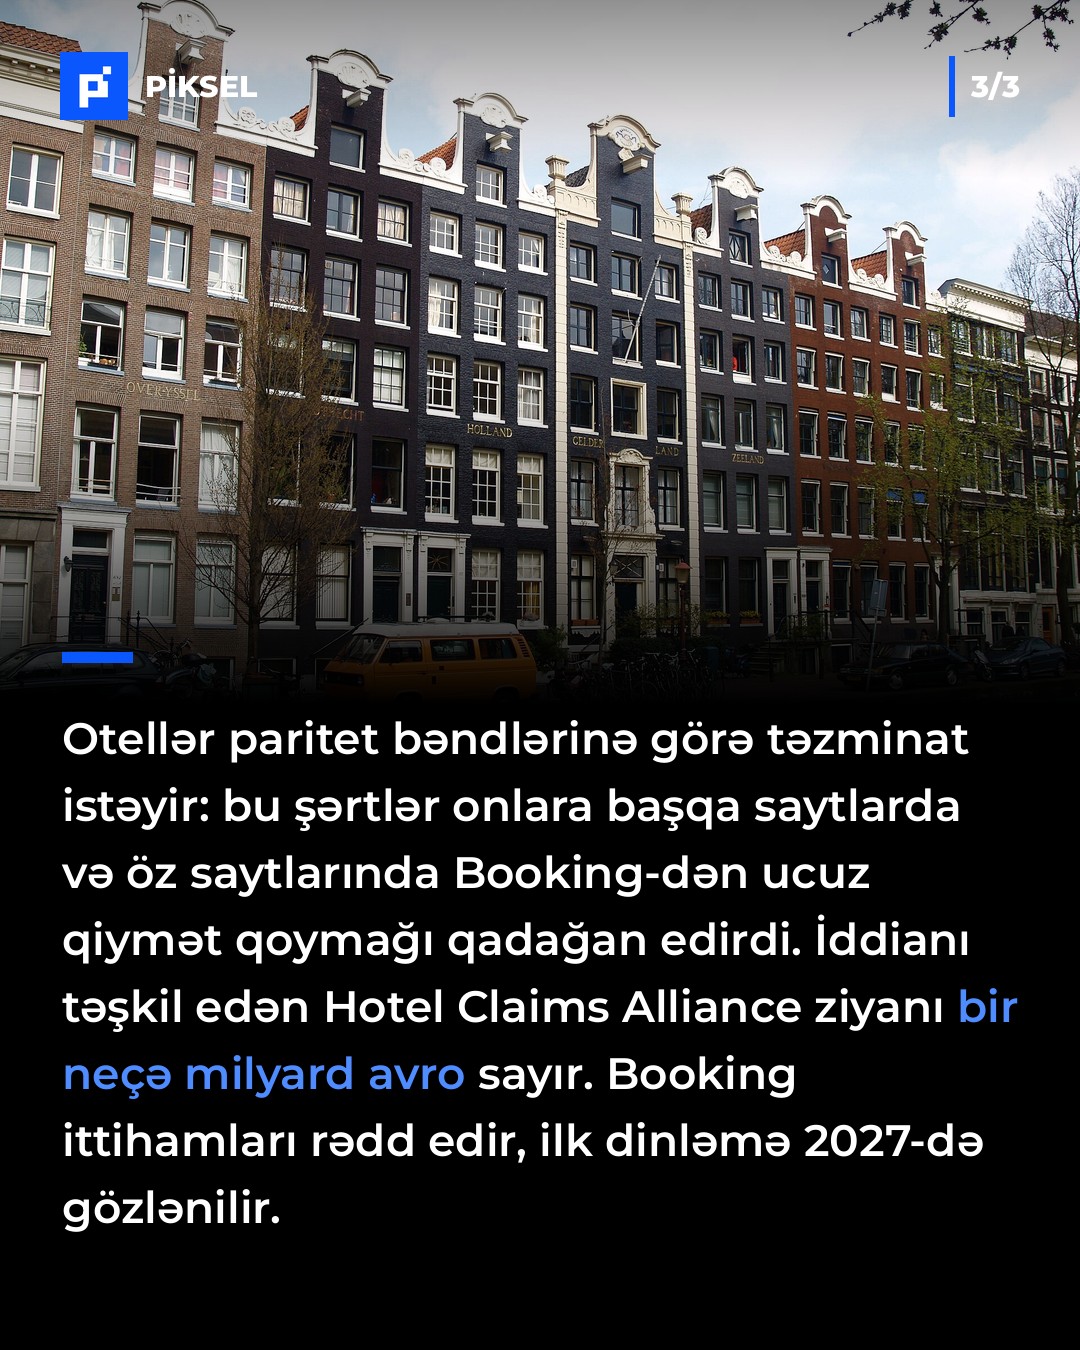 PİKSEL
3/3
OVERYSSEL
HOLLAND
GELDER
LAND
ZEELAND
Otellər paritet bəndlərinə görə təzminat
istəyir: bu şərtlər onlara başqa saytlarda
və öz saytlarında Booking-dən ucuz
qiymət qoymağı qadağan edirdi. İddianı
təşkil edən Hotel Claims Alliance ziyanı bir
neçə milyard avro sayır. Booking
ittihamları rədd edir, ilk dinləmə 2027-də
gözlənilir.